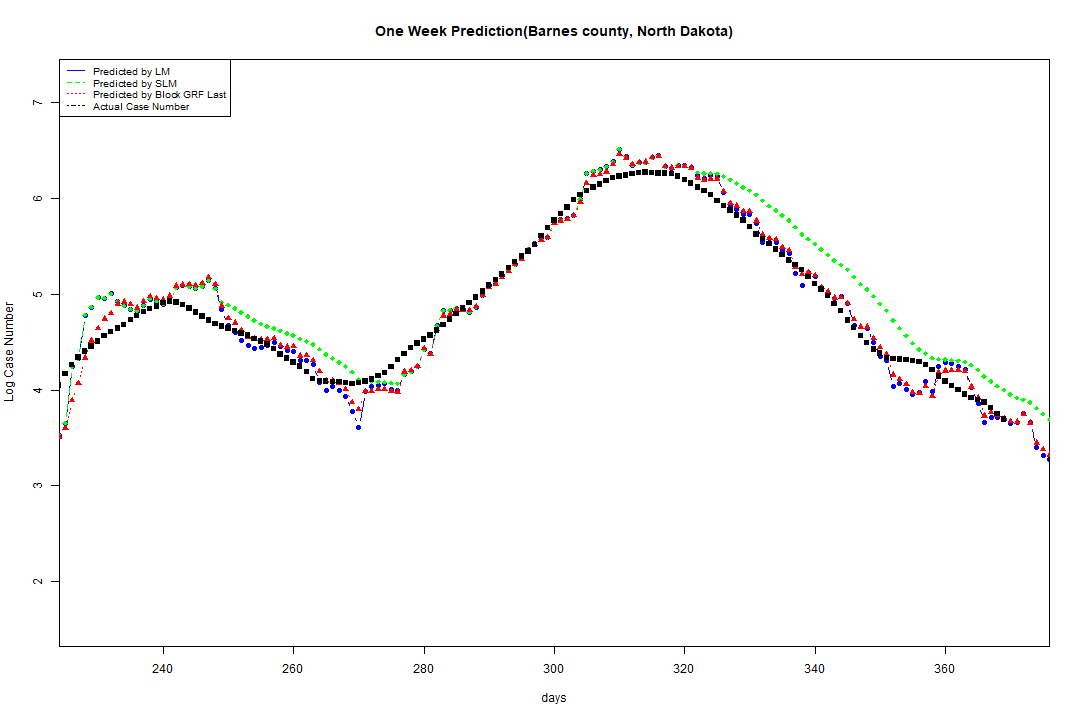 One Week Prediction(Barnes county, North Dakota)
Predicted by LM
Predicted by SLM
Predicted by Block GRF Last
Actual Case Number
7
6
5
4
3
2
Log Case Number
240 260 280 300 320 340 360
days